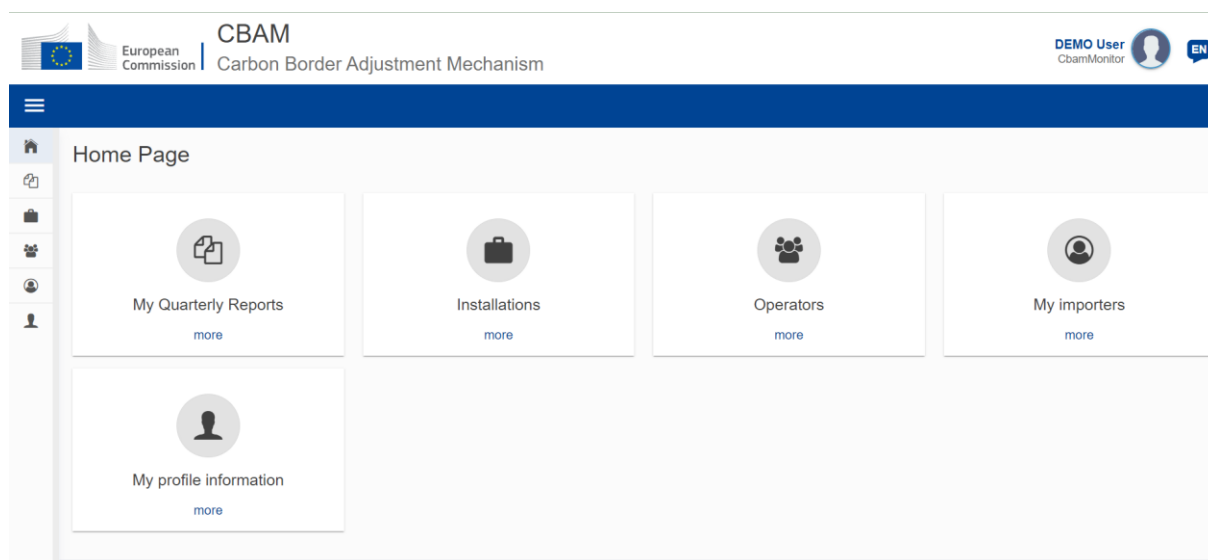 European
Commission
CBAM
Carbon Border Adjustment Mechanism
DEMO User
CbamMonitor
EN
Home Page
My Quarterly Reports
more
Installations
more
Operators
more
My importers
more
My profile information
more